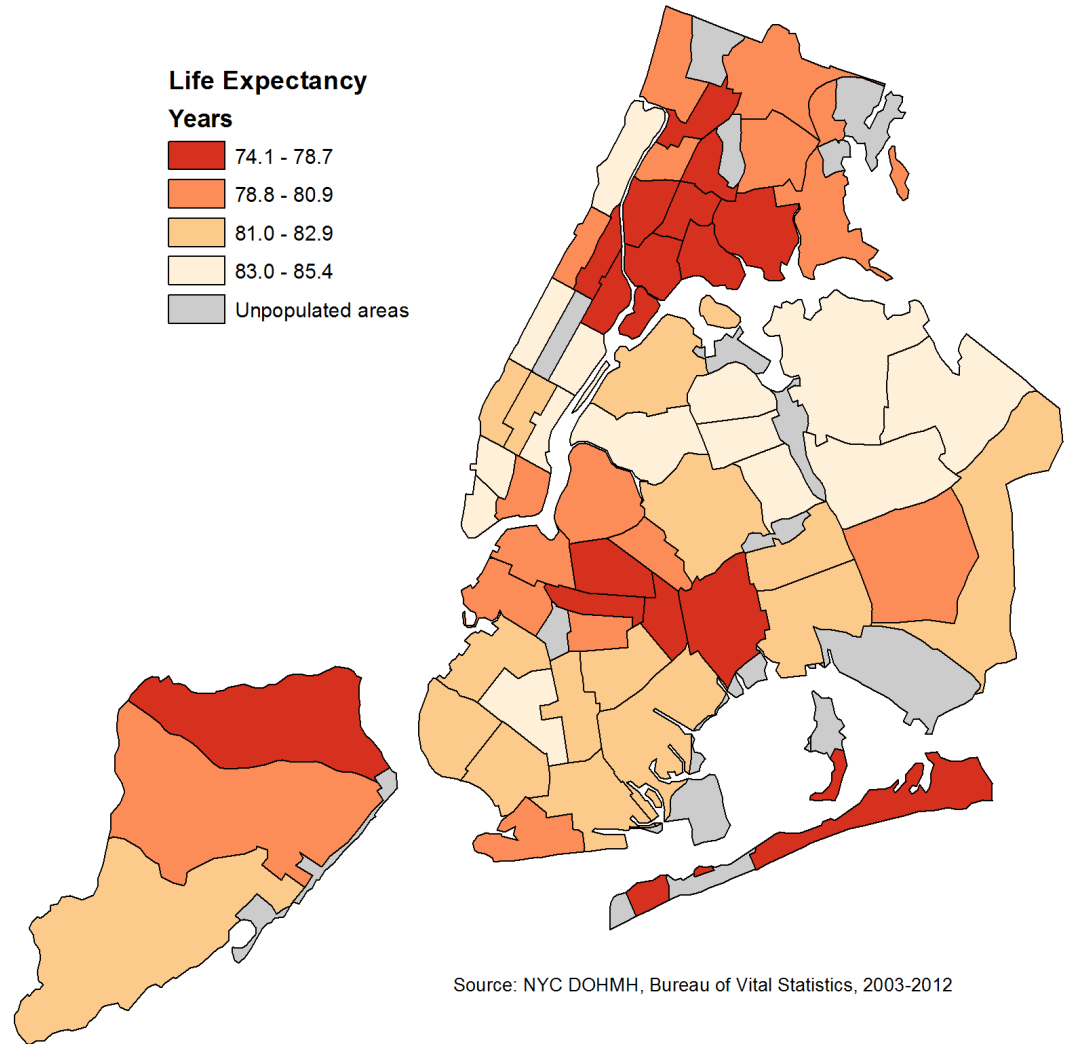 Life Expectancy
Years
74.1 - 78.7
78.8 - 80.9
81.0 - 82.9
83.0 - 85.4
Unpopulated areas
Source: NYC DOHMH, Bureau of Vital Statistics, 2003-2012